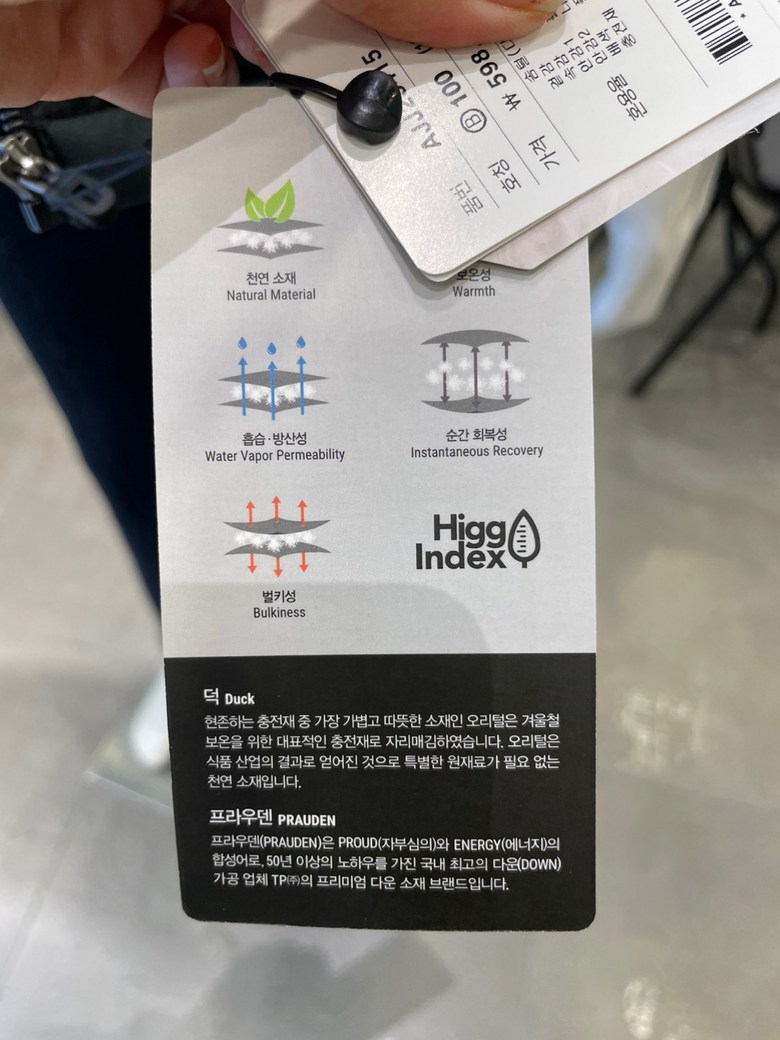 품번
AJJ2
15
호칭
Ⓑ 100
가격
₩ 598
천연 소재
Natural Material
보온성
Warmth
흡습·방산성
Water Vapor Permeability
순간 회복성
Instantaneous Recovery
벌키성
Bulkiness
Higg
Index
덕 Duck
현존하는 충전재 중 가장 가볍고 따뜻한 소재인 오리털은 겨울철
보온을 위한 대표적인 충전재로 자리매김하였습니다. 오리털은
식품 산업의 결과로 얻어진 것으로 특별한 원재료가 필요 없는
천연 소재입니다.
프라우덴 PRAUDEN
프라우덴(PRAUDEN)은 PROUD(자부심의)와 ENERGY(에너지)의
합성어로, 50년 이상의 노하우를 가진 국내 최고의 다운(DOWN)
가공 업체 TP㈜의 프리미엄 다운 소재 브랜드입니다.